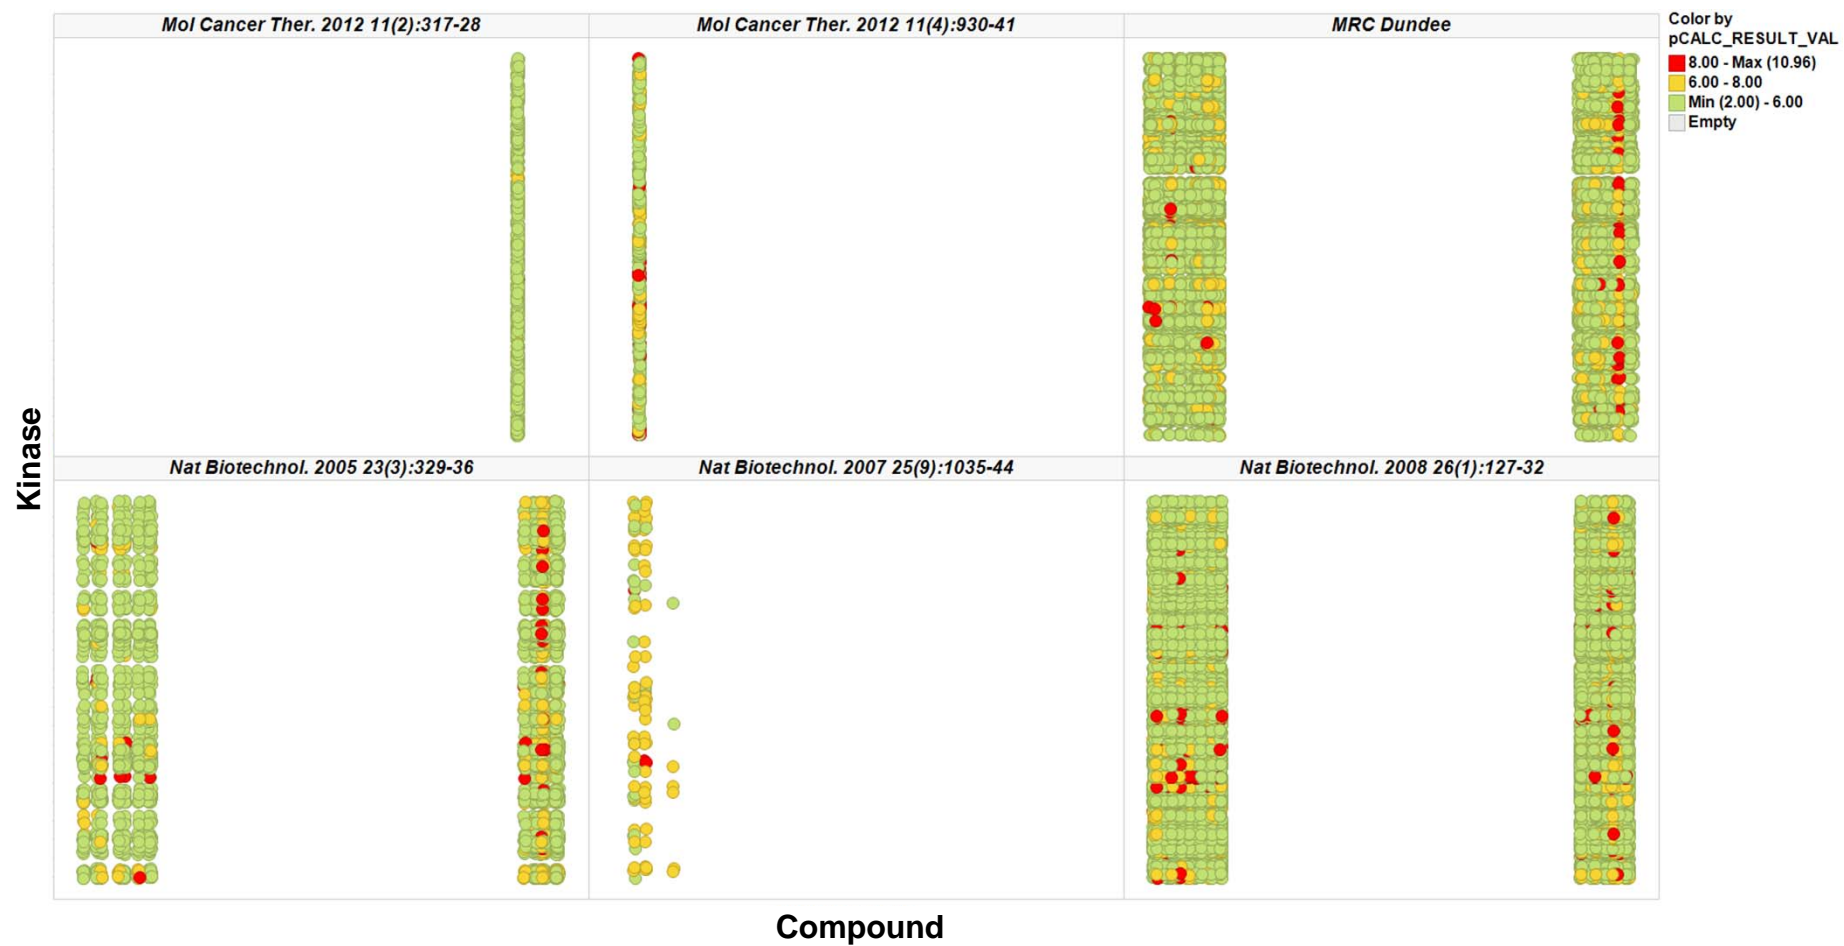 Mol Cancer Ther. 2012 11(2):317-28
Mol Cancer Ther. 2012 11(4):930-41
MRC Dundee
Color by
pCALC_RESULT_VAL
8.00 - Max (10.96)
6.00 - 8.00
Min (2.00) - 6.00
Empty
Kinase
Nat Biotechnol. 2005 23(3):329-36
Nat Biotechnol. 2007 25(9):1035-44
Nat Biotechnol. 2008 26(1):127-32
Compound